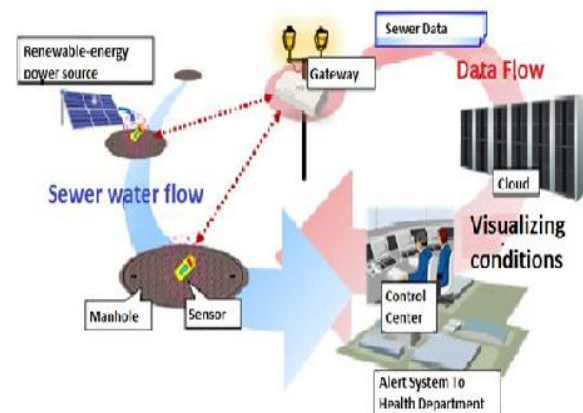 Renewable-energy
power source
Sewer Data
Gateway
Data Flow
Cloud
Sewer water flow
Visualizing
conditions
Manhole
Sensor
Control
Center
Alert System To
Health Department